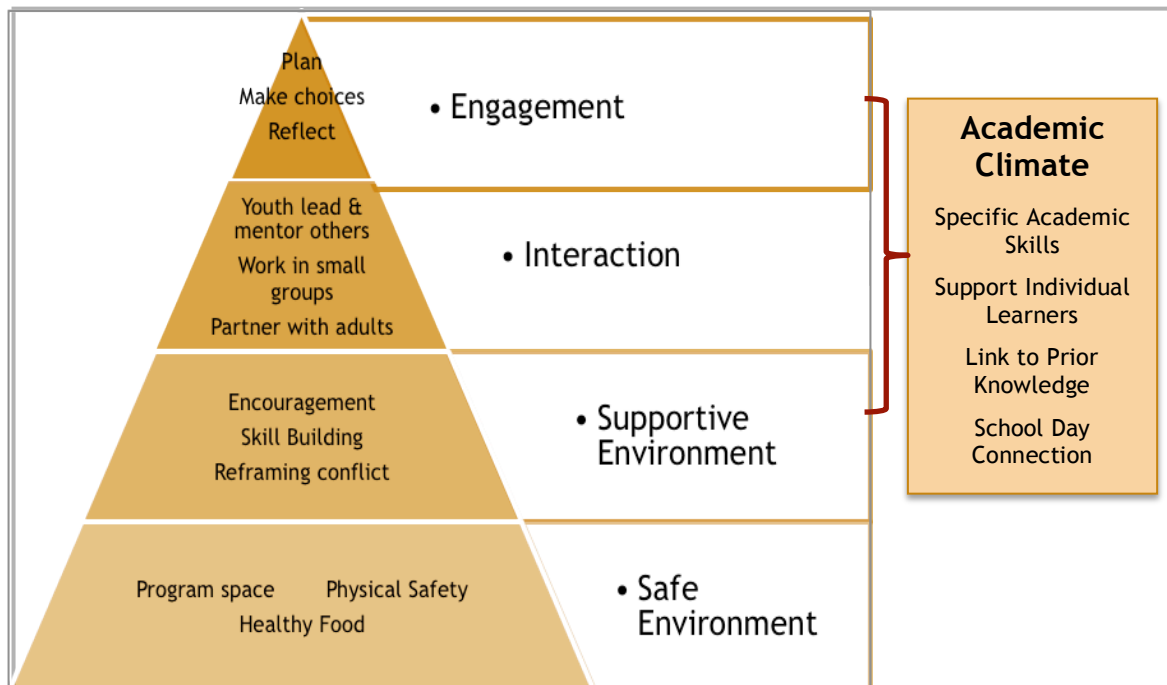 Plan
Make choices
Reflect
• Engagement
Youth lead &
mentor others
Work in small
groups
Partner with adults
• Interaction
Encouragement
Skill Building
Reframing conflict
• Supportive
Environment
Program space Physical Safety
Healthy Food
• Safe
Environment
Academic
Climate
Specific Academic
Skills
Support Individual
Learners
Link to Prior
Knowledge
School Day
Connection